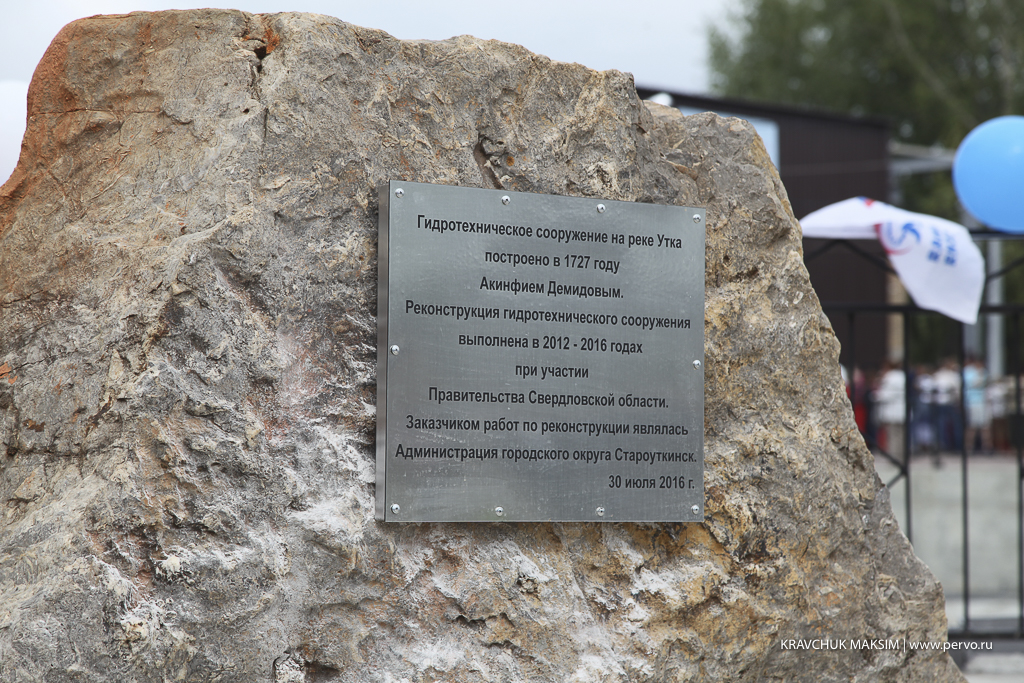 Гидротехническое сооружение на реке Утка
построено в 1727 году
Акинфием Демидовым.
Реконструкция гидротехнического сооружения
выполнена в 2012 - 2016 годах
при участии
Правительства Свердловской области.
Заказчиком работ по реконструкции являлась
Администрация городского округа Староуткинск.
30 июля 2016 г.
KRAVCHUK MAKSIM | www.pervo.ru